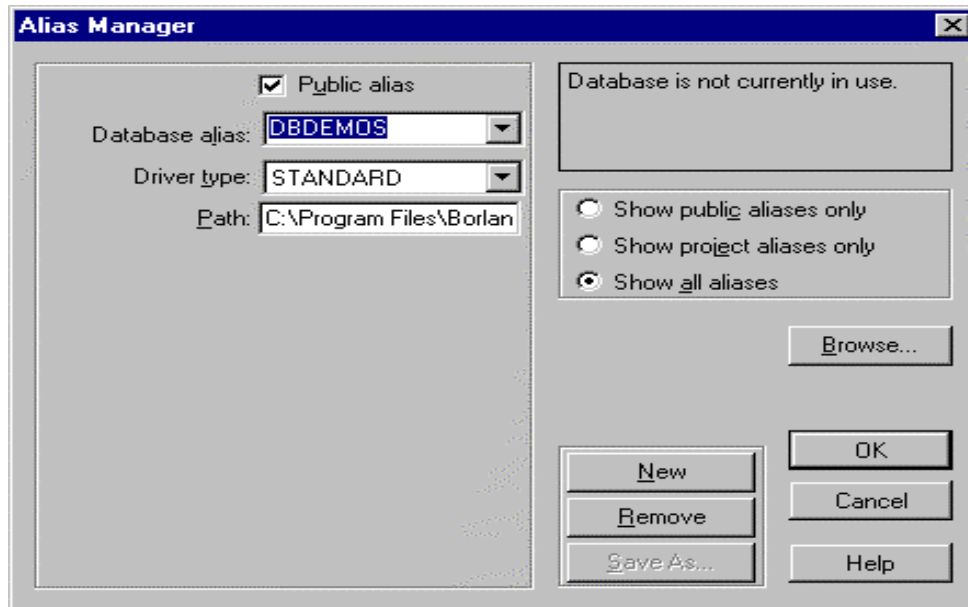 Alias Manager
Public alias
Database alias: DBDEMOS
Driver type: STANDARD
Path: C:\Program Files\Borlan
Database is not currently in use.
Show public aliases only
Show project aliases only
Show all aliases
Browse...
New
Remove
Save As...
OK
Cancel
Help